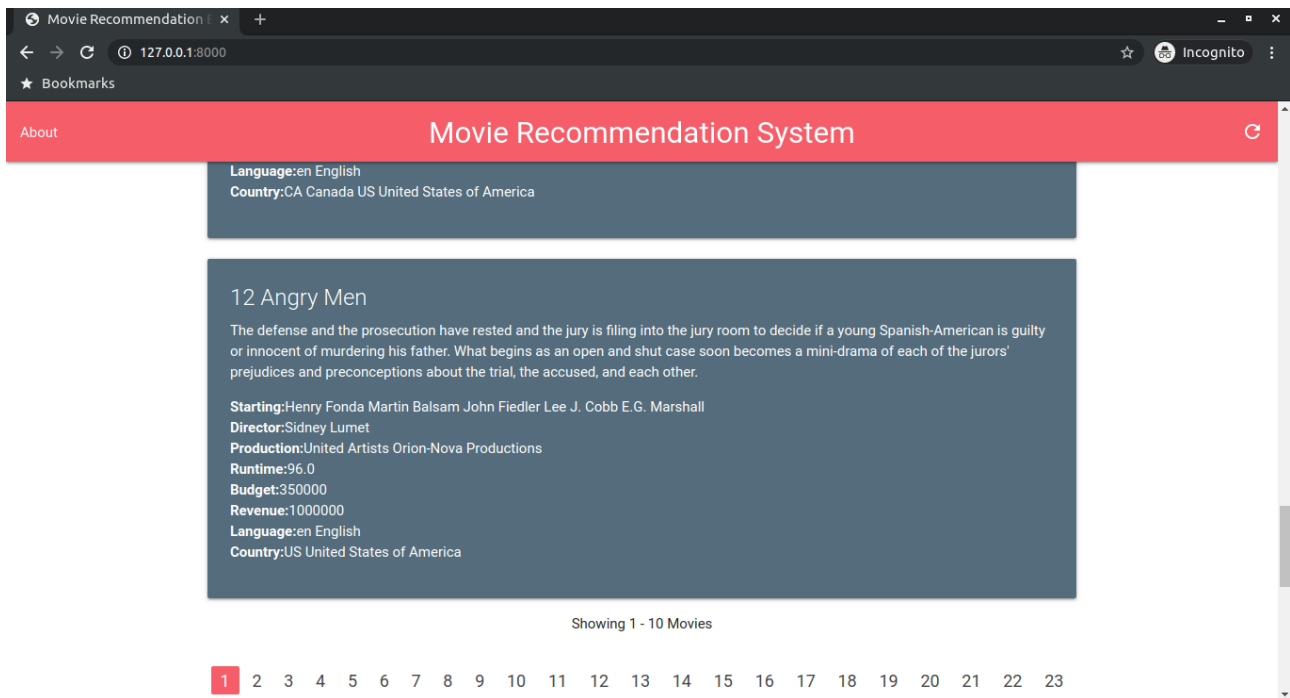 Movie Recommendation
127.0.0.1:8000
Incognito
Bookmarks
About
Movie Recommendation System
Language:en English
Country:CA Canada US United States of America
12 Angry Men
The defense and the prosecution have rested and the jury is filing into the jury room to decide if a young Spanish-American is guilty
or innocent of murdering his father. What begins as an open and shut case soon becomes a mini-drama of each of the jurors'
prejudices and preconceptions about the trial, the accused, and each other.
Starting:Henry Fonda Martin Balsam John Fiedler Lee J. Cobb E.G. Marshall
Director:Sidney Lumet
Production:United Artists Orion-Nova Productions
Runtime:96.0
Budget:350000
Revenue:1000000
Language:en English
Country:US United States of America
Showing 1 - 10 Movies
1 2 3 4 5 6 7 8 9 10 11 12 13 14 15 16 17 18 19 20 21 22 23